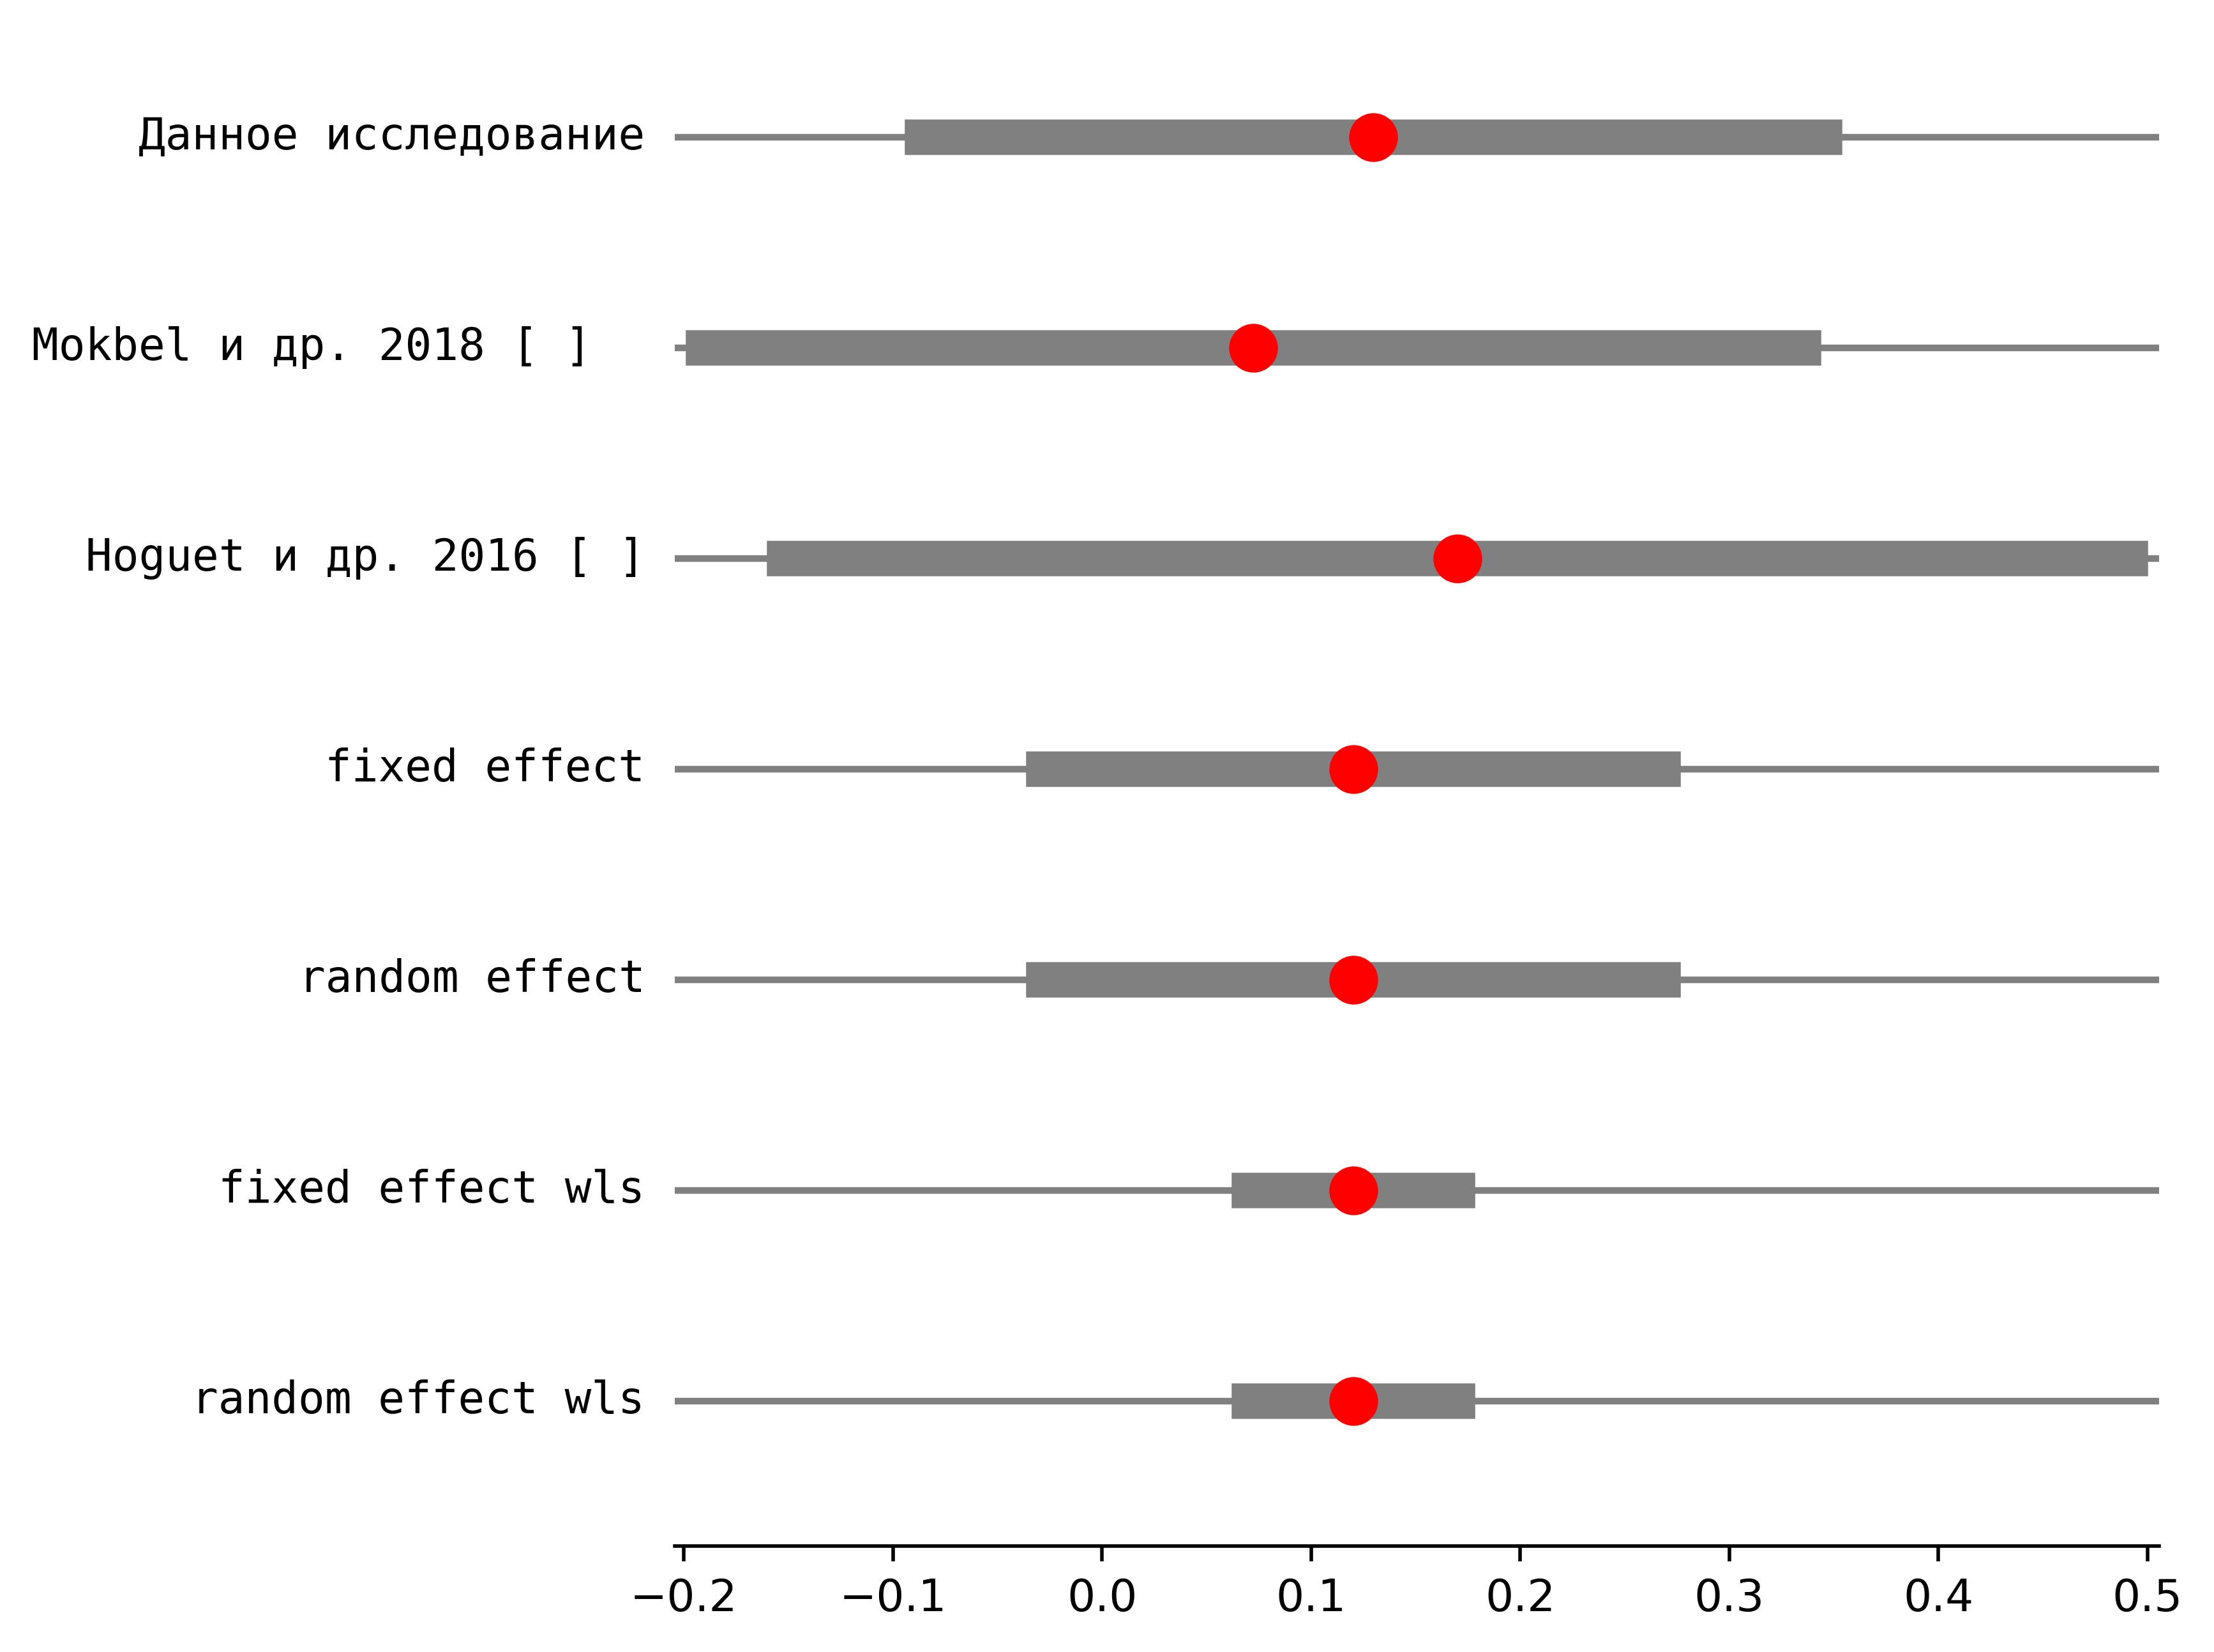 Данное исследование
Mokbel и др. 2018 [ ]
Hoguet и др. 2016 [ ]
fixed effect
random effect
fixed effect wls
random effect wls
−0.2 −0.1 0.0 0.1 0.2 0.3 0.4 0.5